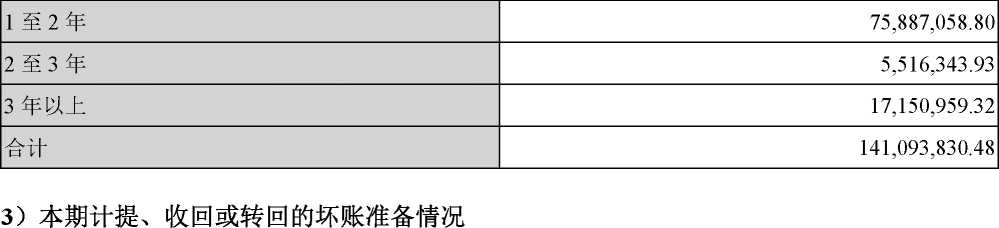 1 至 2 年 75,887,058.80
2 至 3 年 5,516,343.93
3 年以上 17,150,959.32
合计 141,093,830.48
3）本期计提、收回或转回的坏账准备情况